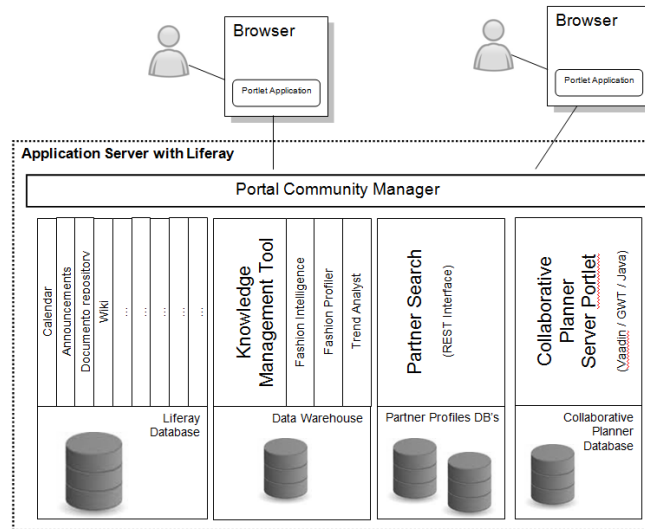 Browser
Portlet Application
Browser
Portlet Application
Application Server with Liferay
Portal Community Manager
Calendar
Announcements
Documento repository
Wiki
...
...
...
...
...
Knowledge
Management Tool
Fashion Intelligence
Fashion Profiler
Trend Analyst
Partner Search
(REST Interface)
Collaborative
Planner
Server Portlet
(Vaadin / GWT / Java)
Liferay
Database
Data Warehouse
Partner Profiles DB's
Collaborative
Planner
Database